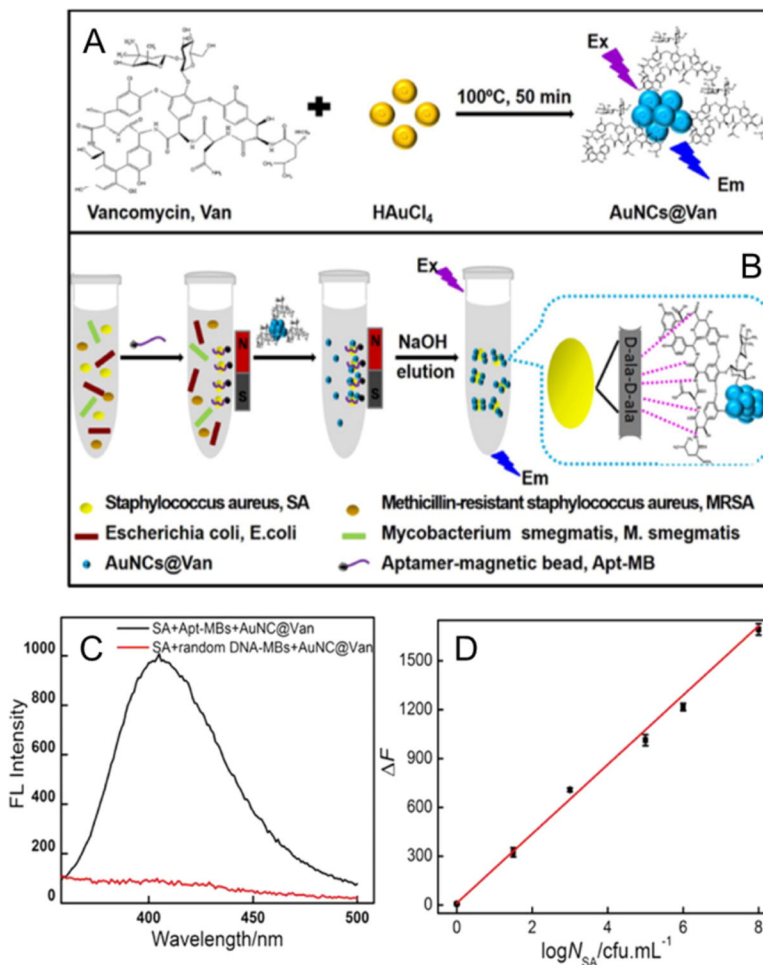 A
Ex
100ºC, 50 min
Em
Vancomycin, Van
HAuCl4
AuNCs@Van
B
Ex
N
S
N
S
NaOH
elution
D-ala-D-ala
Em
Staphylococcus aureus, SA
Methicillin-resistant staphylococcus aureus, MRSA
Escherichia coli, E.coli
Mycobacterium smegmatis, M. smegmatis
AuNCs@Van
Aptamer-magnetic bead, Apt-MB
C
SA+Apt-MBs+AuNC@Van
SA+random DNA-MBs+AuNC@Van
FL Intensity
1000
800
600
400
200
0
400
450
500
Wavelength/nm
D
ΔF
1500
1200
900
600
300
0
0
2
4
6
8
logNSA/cfu.mL-1